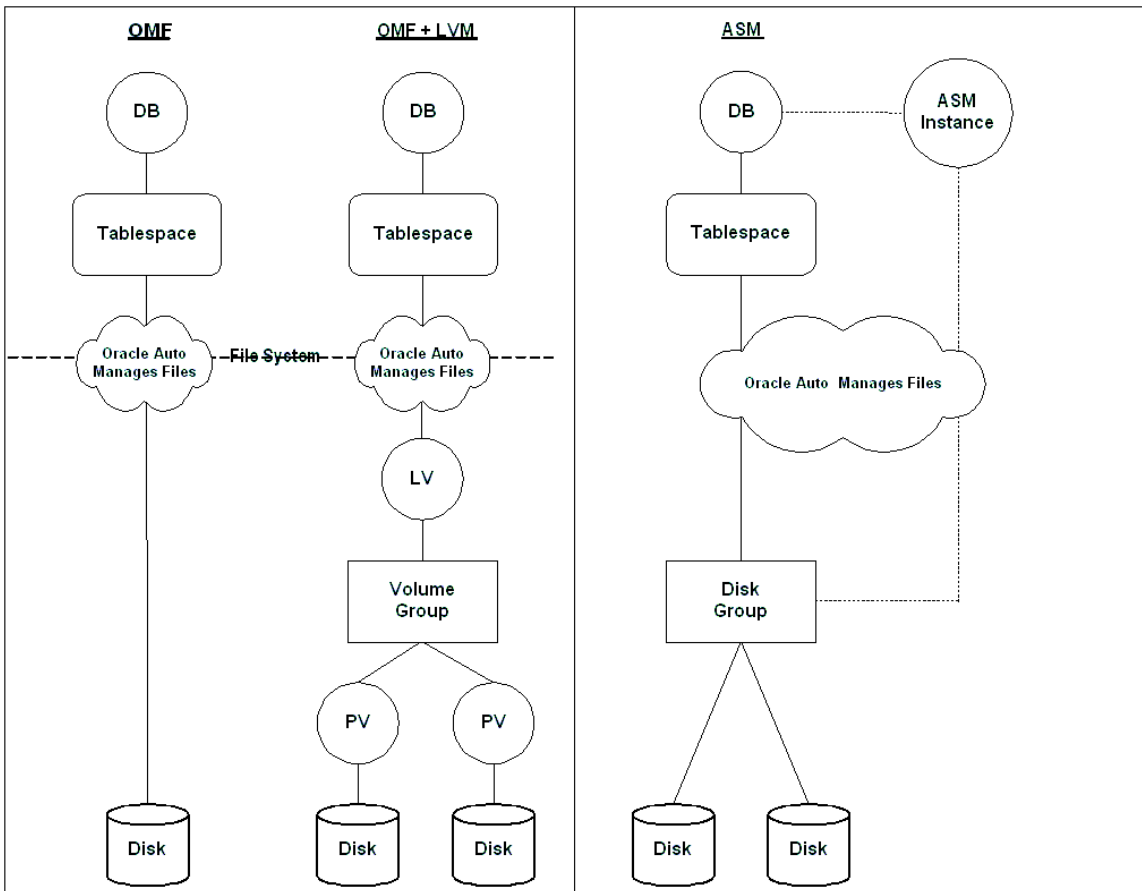 OMF
OMF + LVM
ASM
DB
DB
DB
ASM
Instance
Tablespace
Tablespace
Tablespace
Oracle Auto
Manages Files
File System
Oracle Auto
Manages Files
Oracle Auto Manages Files
LV
Volume
Group
Disk
Group
PV
PV
Disk
Disk
Disk
Disk
Disk